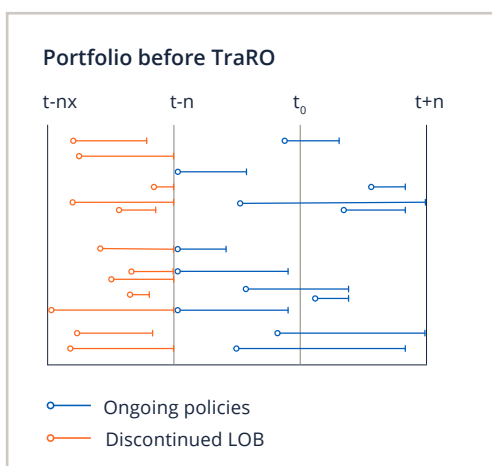 Portfolio before TraRO
t-nx t-n t₀ t+n
Ongoing policies
Discontinued LOB